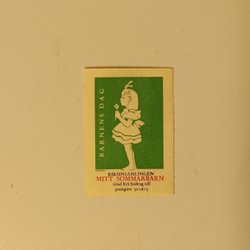 BARNENS DAG
RIKSINSAMLINGEN
MITT SOMMARBARN
sänd Ert bidrag till
postgiro